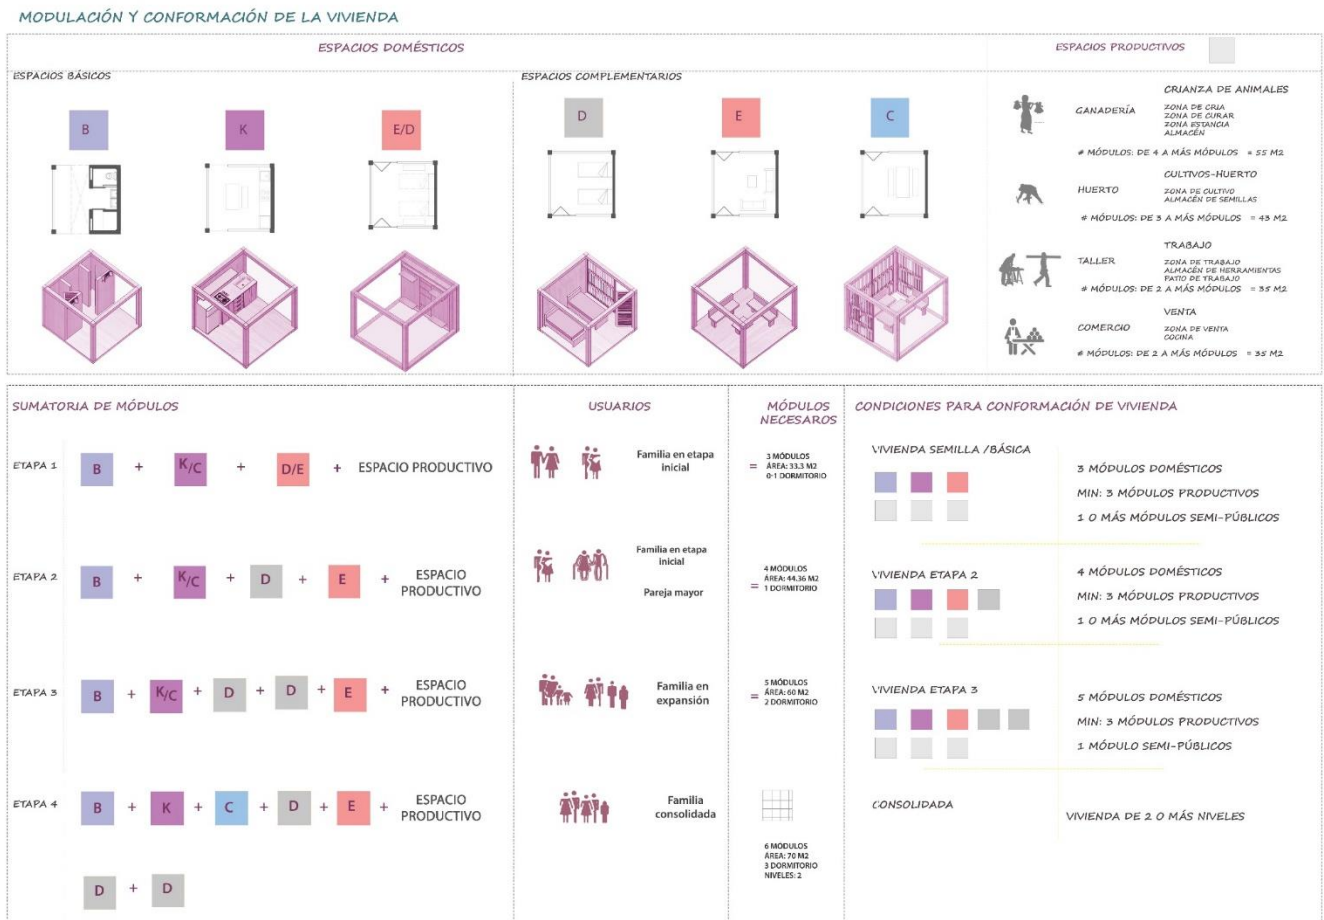 MODULACIÓN Y CONFORMACIÓN DE LA VIVIENDA
ESPACIOS DOMÉSTICOS
ESPACIOS PRODUCTIVOS
ESPACIOS BÁSICOS
ESPACIOS COMPLEMENTARIOS
B
K
E/D
D
E
C
CRIANZA DE ANIMALES
GANADERÍA
ZONA DE CRIA
ZONA DE CURAR
ZONA ESTANCIA
ALMACÉN
# MÓDULOS: DE 4 A MÁS MÓDULOS = 55 M2
CULTIVOS-HUERTO
HUERTO
ZONA DE CULTIVO
ALMACÉN DE SEMILLAS
# MÓDULOS: DE 3 A MÁS MÓDULOS = 43 M2
TRABAJO
TALLER
ZONA DE TRABAJO
ALMACÉN DE HERRAMIENTAS
PATIO DE TRABAJO
# MÓDULOS: DE 2 A MÁS MÓDULOS = 35 M2
VENTA
COMERCIO
ZONA DE VENTA
COCINA
# MÓDULOS: DE 2 A MÁS MÓDULOS = 35 M2
SUMATORIA DE MÓDULOS
USUARIOS
MÓDULOS
NECESAROS
CONDICIONES PARA CONFORMACIÓN DE VIVIENDA
ETAPA 1
B + K/C + D/E + ESPACIO PRODUCTIVO
Familia en etapa
inicial
=
3 MÓDULOS
ÁREA: 33.3 M2
0-1 DORMITORIO
VIVIENDA SEMILLA /BÁSICA
3 MÓDULOS DOMÉSTICOS
MIN: 3 MÓDULOS PRODUCTIVOS
1 O MÁS MÓDULOS SEMI-PÚBLICOS
ETAPA 2
B + K/C + D + E + ESPACIO
PRODUCTIVO
Familia en etapa
inicial
Pareja mayor
=
4 MÓDULOS
ÁREA: 44.36 M2
1 DORMITORIO
VIVIENDA ETAPA 2
4 MÓDULOS DOMÉSTICOS
MIN: 3 MÓDULOS PRODUCTIVOS
1 O MÁS MÓDULOS SEMI-PÚBLICOS
ETAPA 3
B + K/C + D + D + E + ESPACIO
PRODUCTIVO
Familia en
expansión
=
5 MÓDULOS
ÁREA: 60 M2
2 DORMITORIO
VIVIENDA ETAPA 3
5 MÓDULOS DOMÉSTICOS
MIN: 3 MÓDULOS PRODUCTIVOS
1 MÓDULO SEMI-PÚBLICOS
ETAPA 4
B + K + C + D + E + ESPACIO
PRODUCTIVO
D + D
Familia
consolidada
6 MÓDULOS
ÁREA: 70 M2
3 DORMITORIO
NIVELES: 2
CONSOLIDADA
VIVIENDA DE 2 O MÁS NIVELES